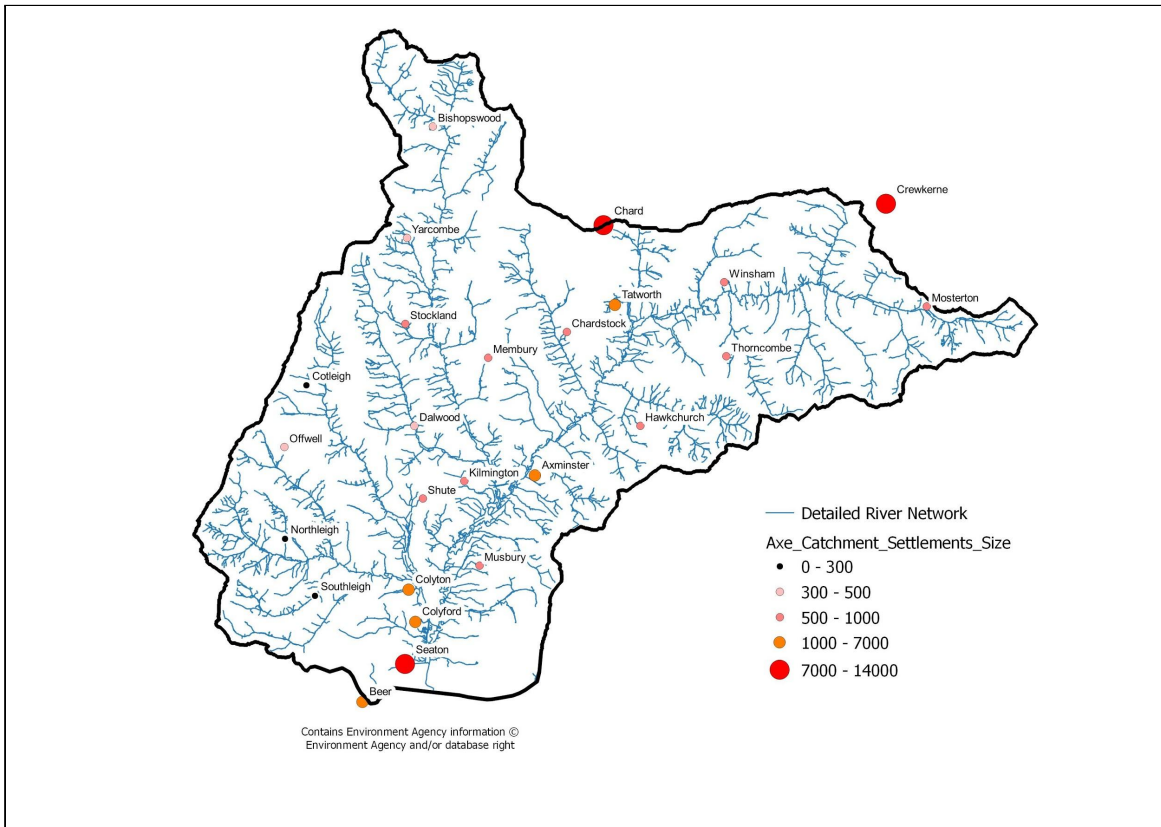 Bishopswood
Crewkerne
Chard
Yarcombe
Winsham
Tatworth
Mosterton
Stockland
Chardstock
Membury
Thorncombe
Cotleigh
Dalwood
Hawkchurch
Offwell
Kilmington
Axminster
Shute
Detailed River Network
Northleigh
Axe_Catchment_Settlements_Size
Musbury
0 - 300
Colyton
Southleigh
300 - 500
Colyford
500 - 1000
1000 - 7000
Seaton
7000 - 14000
Beer
Contains Environment Agency information ©
Environment Agency and/or database right